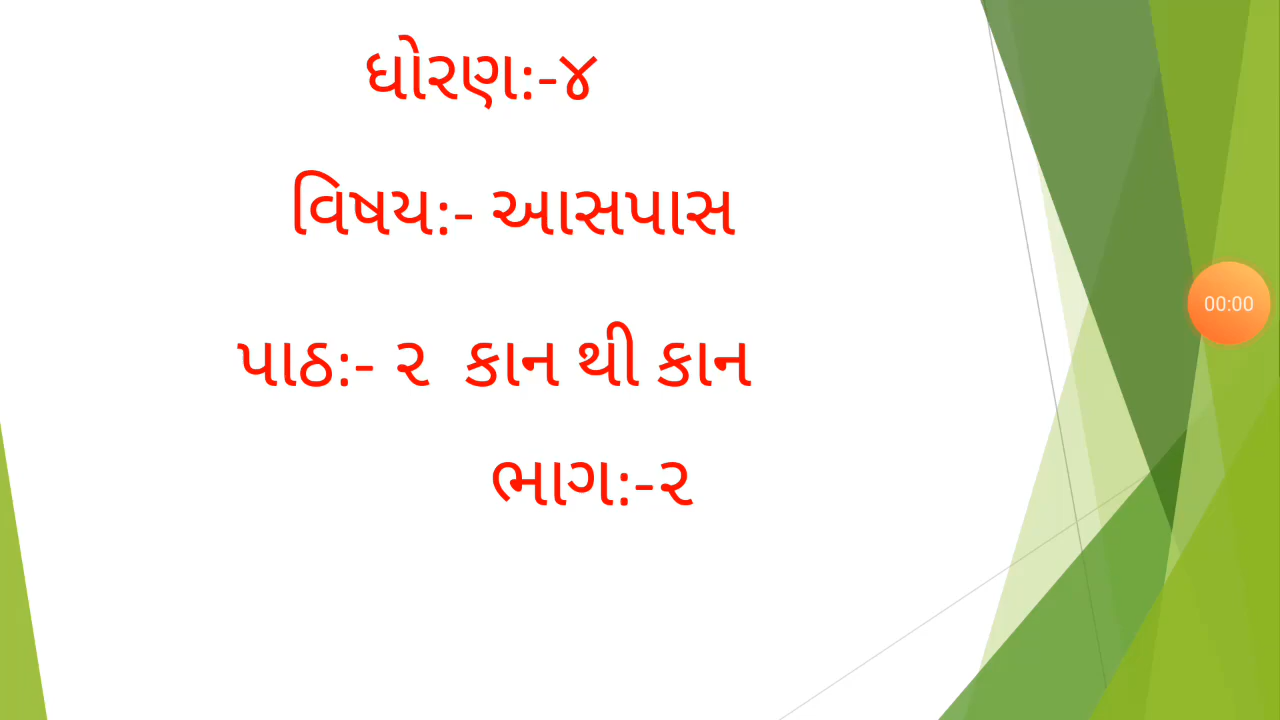 ધોરણ:-૪
વિષય:- આસપાસ
પાઠ:- ૨ કાન થી કાન
ભાગ:-૨
00:00